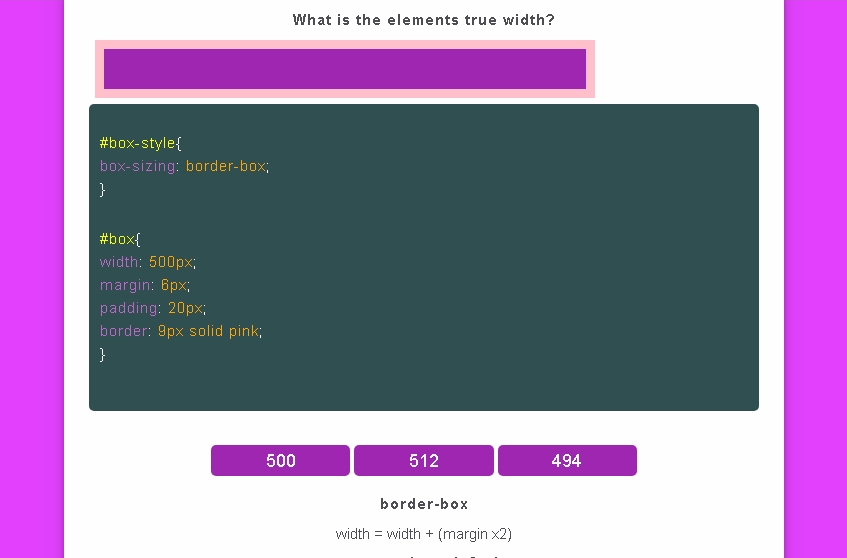 What is the elements true width?
#box-style{
box-sizing: border-box;
}
#box{
width: 500px;
margin: 6px;
padding: 20px;
border: 9px solid pink;
}
500 512 494
border-box
width = width + (margin x2)